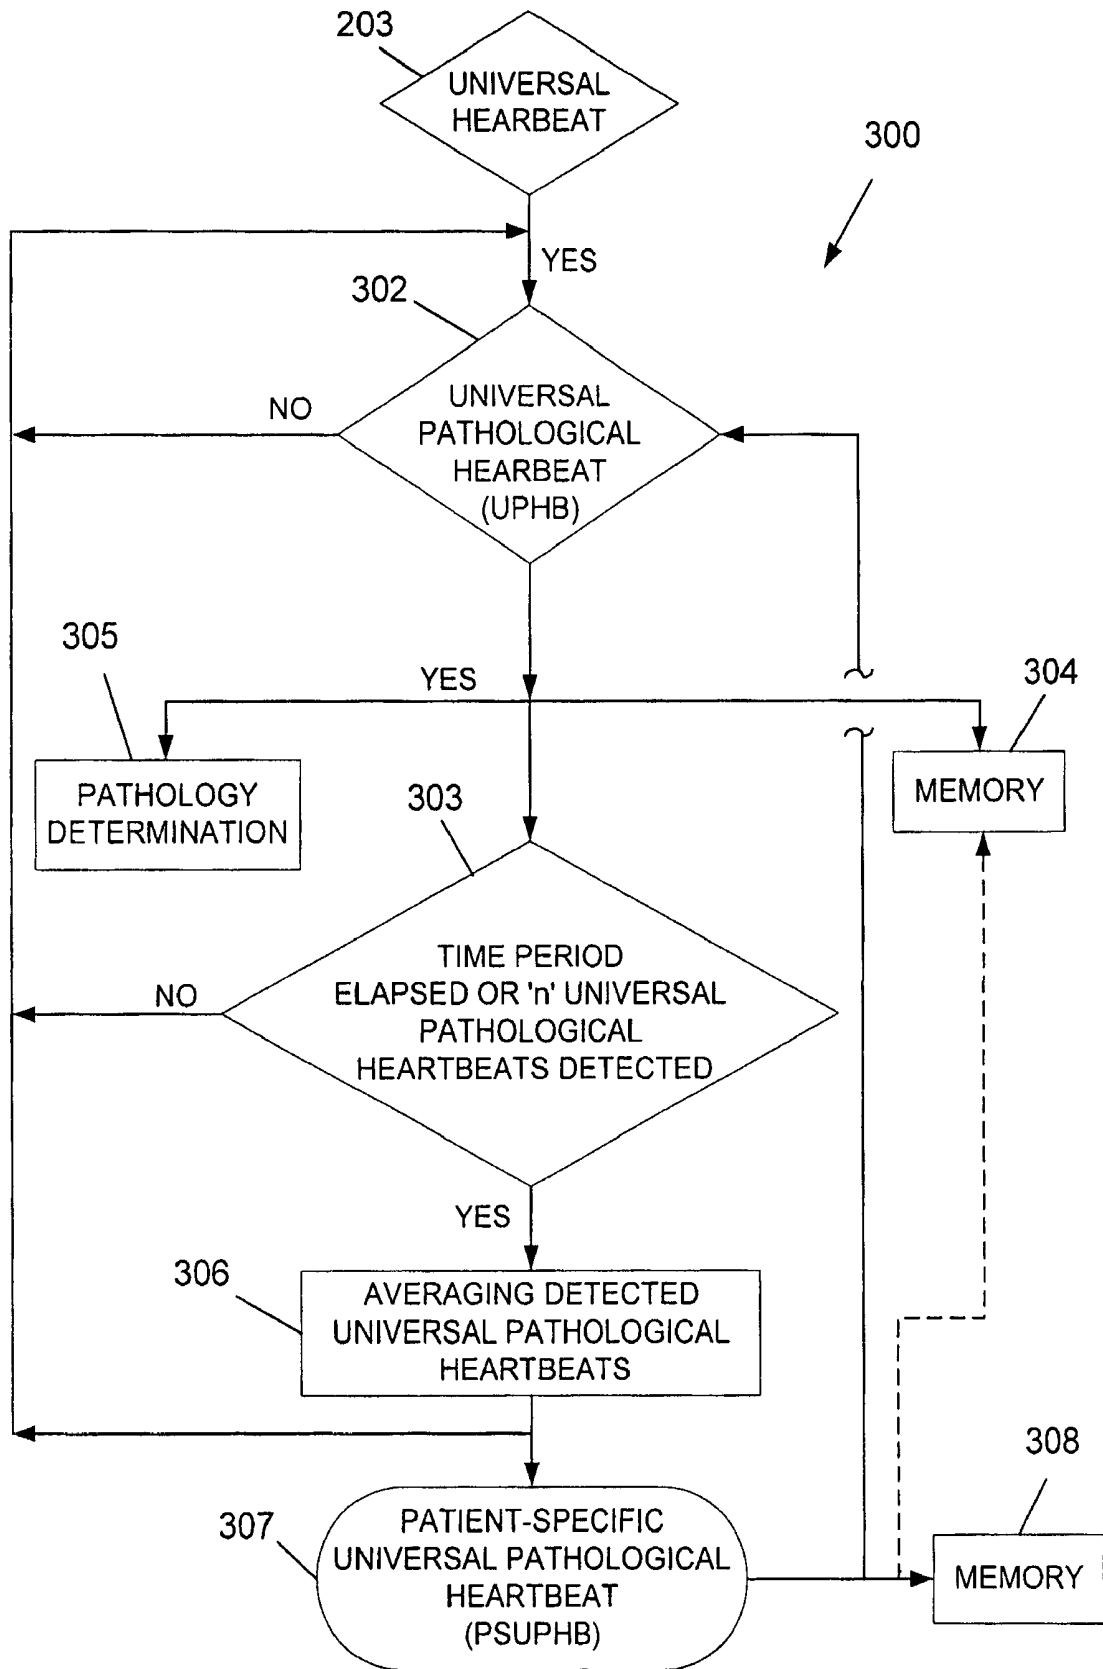 203
UNIVERSAL
HEARBEAT
300
YES
302
UNIVERSAL
PATHOLOGICAL
HEARBEAT
(UPHB)
NO
305
YES
304
PATHOLOGY
DETERMINATION
MEMORY
303
TIME PERIOD
ELAPSED OR 'n' UNIVERSAL
PATHOLOGICAL
HEARTBEATS DETECTED
NO
YES
306
AVERAGING DETECTED
UNIVERSAL PATHOLOGICAL
HEARTBEATS
308
307
PATIENT-SPECIFIC
UNIVERSAL PATHOLOGICAL
HEARTBEAT
(PSUPHB)
MEMORY